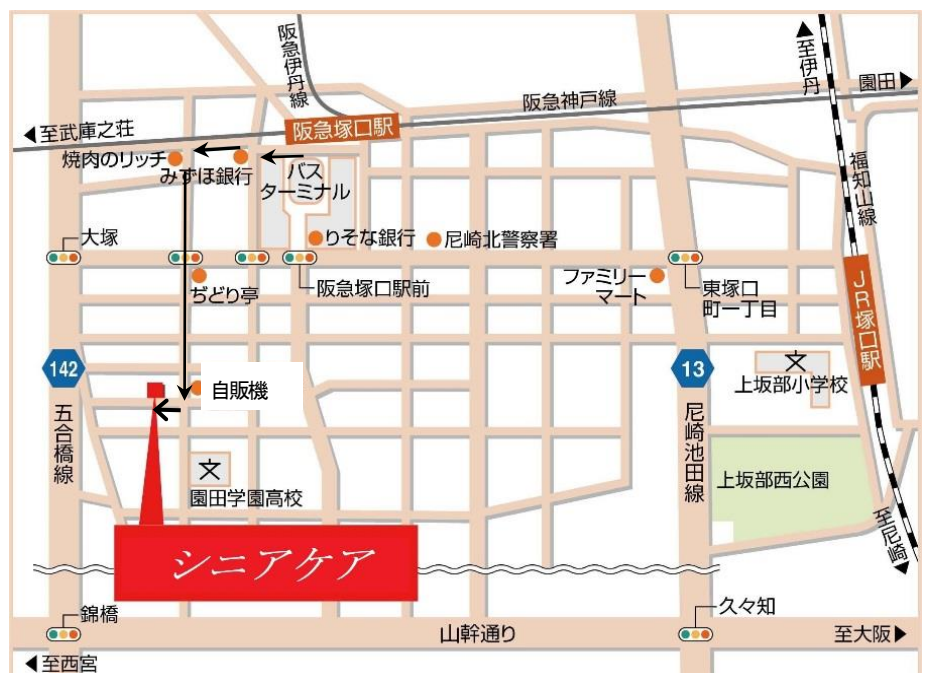 阪急伊丹線
▲至伊丹
園田▶
阪急神戸線
◀至武庫之荘
阪急塚口駅
焼肉のリッチ
みずほ銀行
バス
ターミナル
福知山線
大塚
りそな銀行
尼崎北警察署
ぢどり亭
阪急塚口駅前
ファミリー
マート
東塚口
町一丁目
JR塚口駅
142
13
自販機
上坂部小学校
文
五合橋線
尼崎池田線
文
園田学園高校
上坂部西公園
至尼崎▶
シニアケア
錦橋
久々知
山幹通り
至大阪▶
◀至西宮